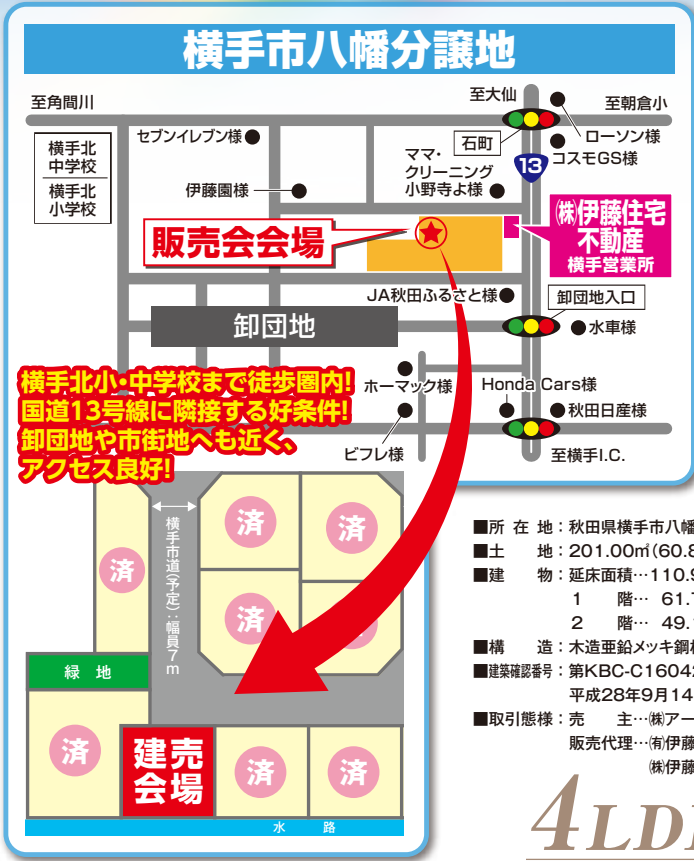 横手市八幡分譲地
至角間川
至大仙
至朝倉小
横手北
中学校
横手北
小学校
セブンイレブン様
石町
ローソン様
コスモGS様
13
ママ・
クリーニング
小野寺よ様
伊藤園様
販売会会場
㈱伊藤住宅
不動産
横手営業所
JA秋田ふるさと様
卸団地入口
卸団地
水車様
横手北小・中学校まで徒歩圏内!
国道13号線に隣接する好条件!
卸団地や市街地へも近く、
アクセス良好!
ホーマック様
Honda Cars様
秋田日産様
ビフレ様
至横手I.C.
横手市道(予定):幅員7m
済
済
済
済
緑地
済
建売
会場
済
済
水路
■所在地:秋田県横手市八幡
■土地:201.00㎡(60.8
■建物:延床面積…110.9
1階… 61.7
2階… 49.
■構造:木造亜鉛メッキ鋼
■建築確認番号:第KBC-C16042
平成28年9月14
■取引態様:売主…㈱アー
販売代理…㈲伊藤
㈱伊藤
4LD